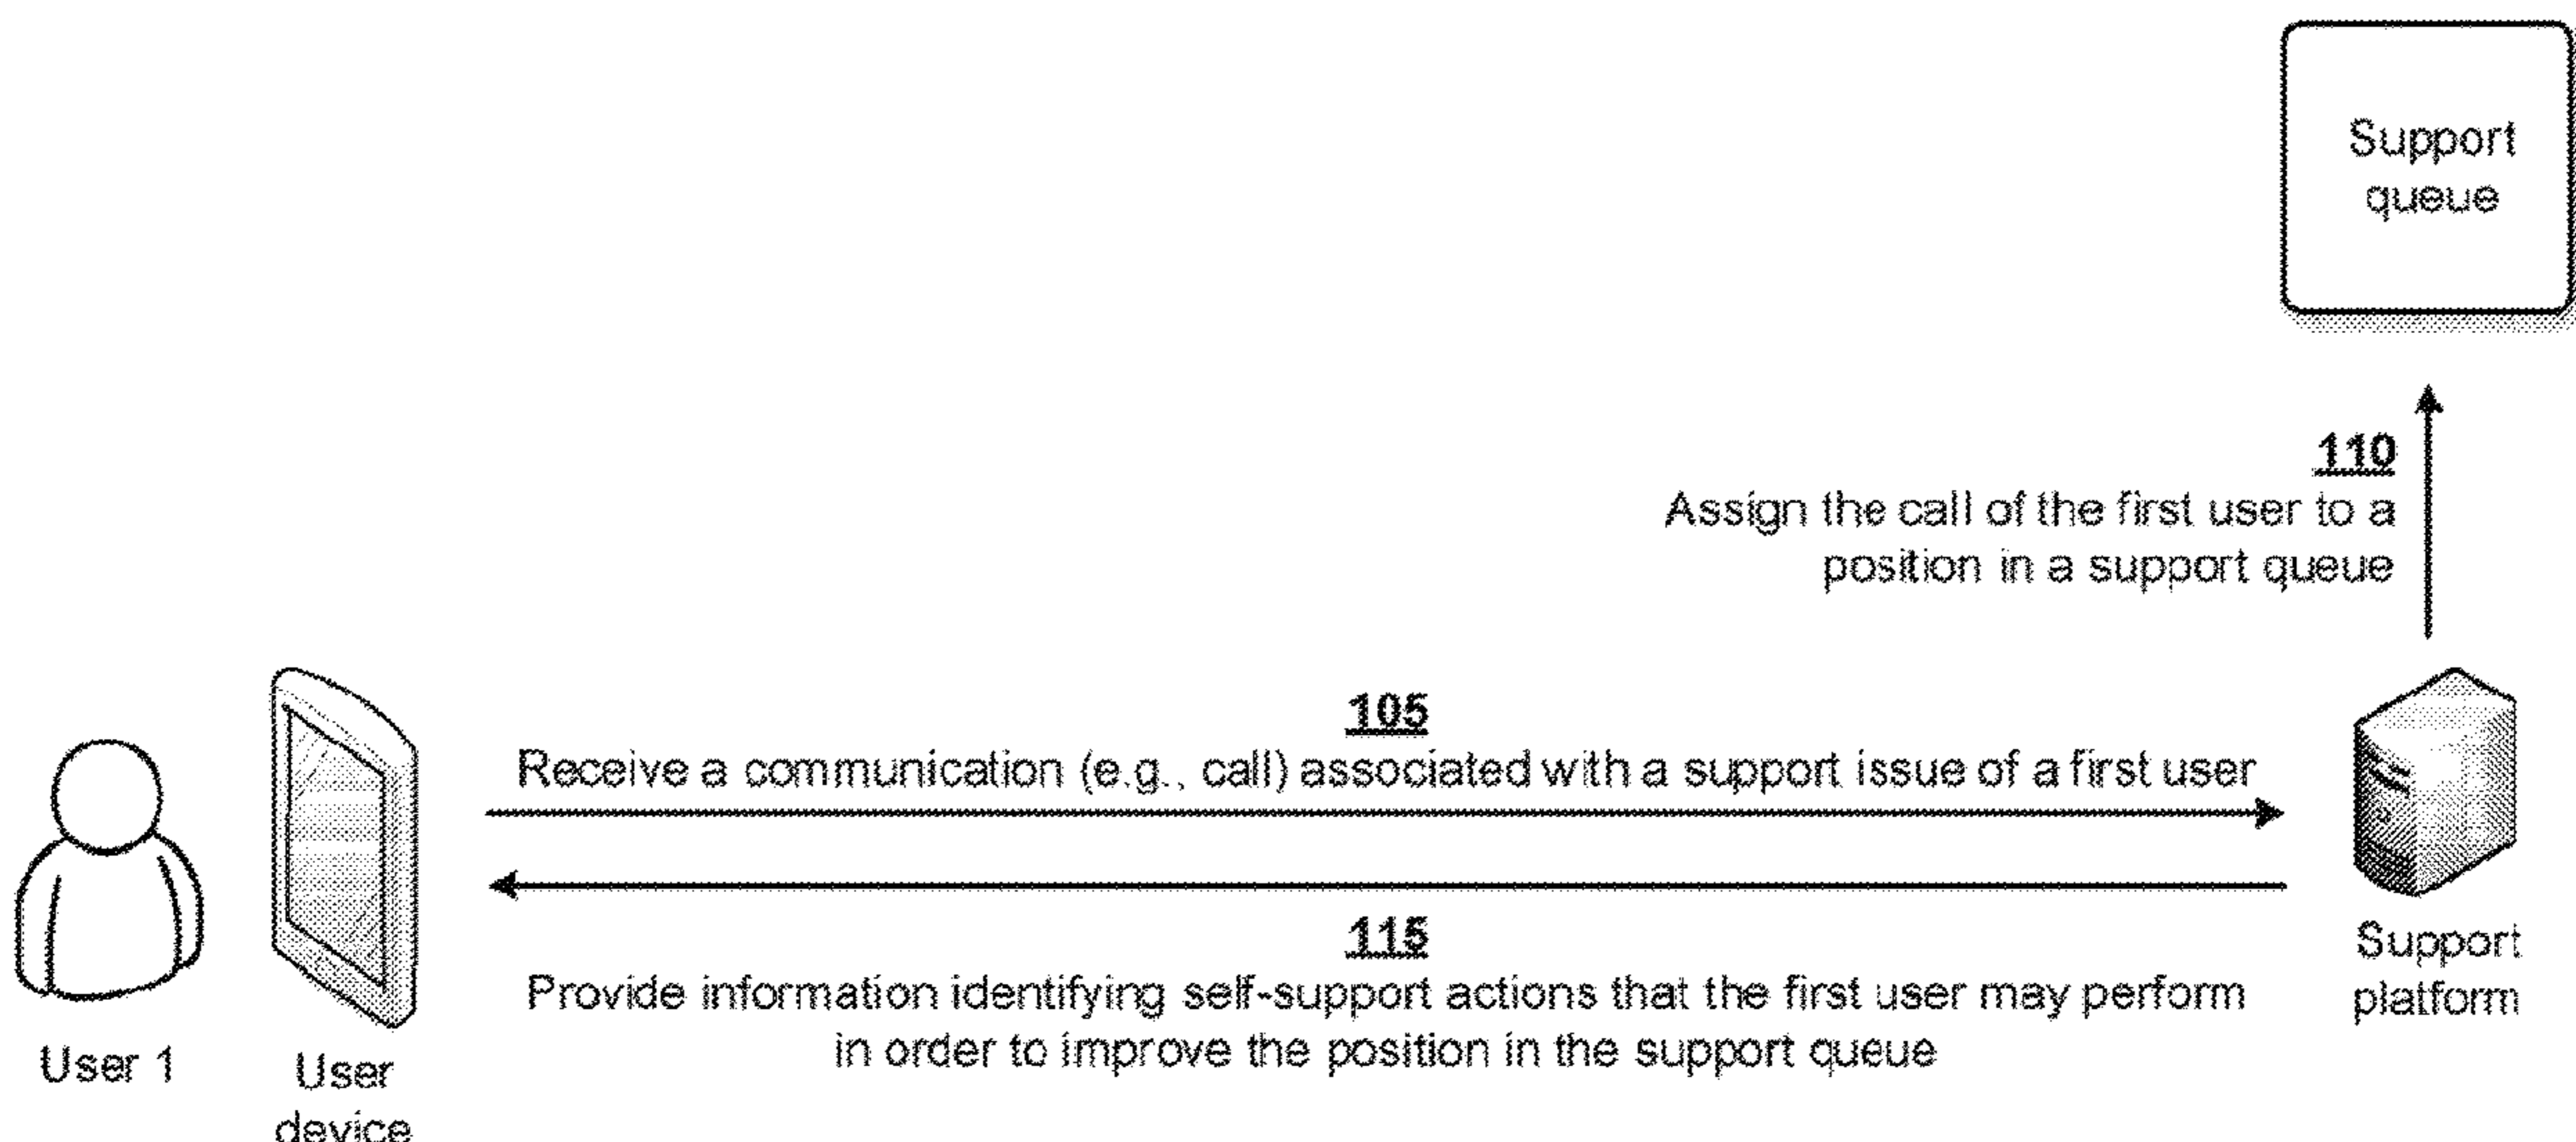 Support
queue
110
Assign the call of the first user to a
position in a support queue
105
Receive a communication (e.g., call) associated with a support issue of a first user
115
Provide information identifying self-support actions that the first user may perform
in order to improve the position in the support queue
User 1
User
device
Support
platform